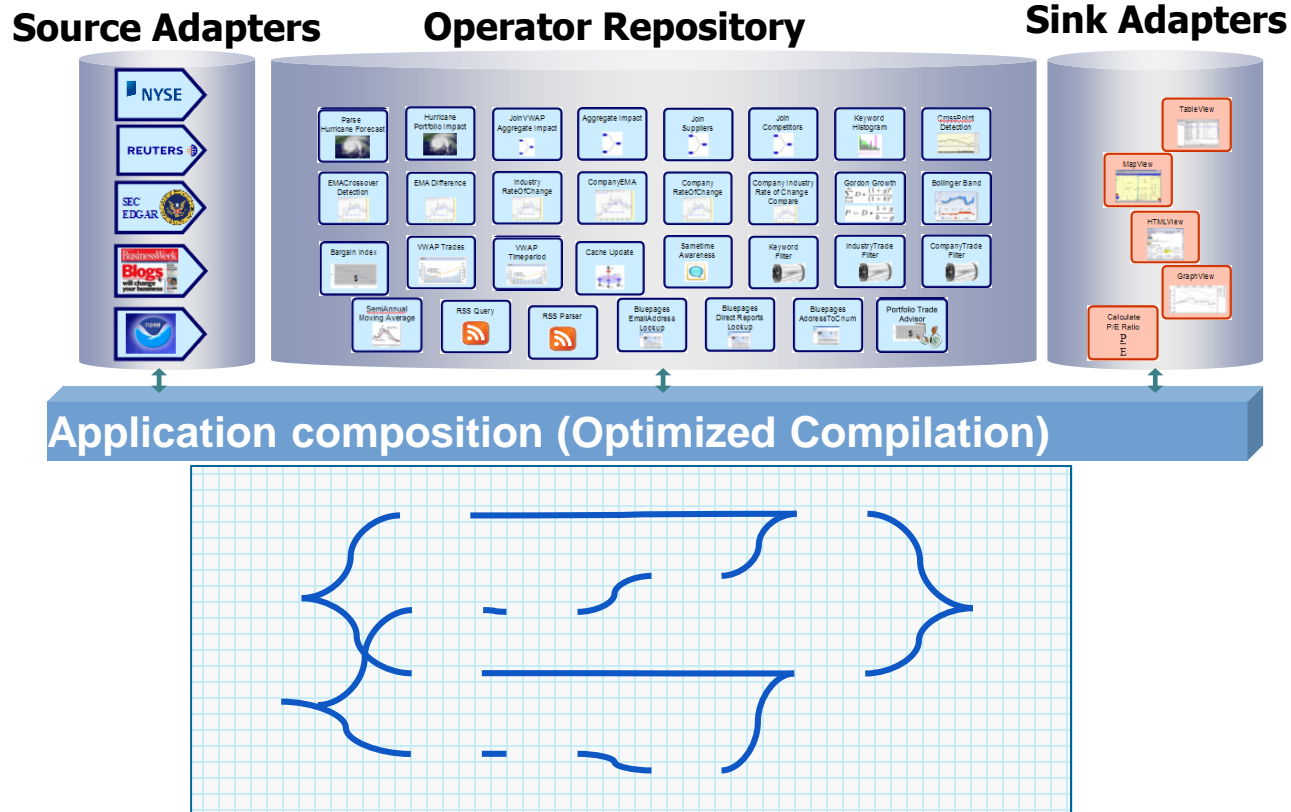 Source Adapters
Operator Repository
Sink Adapters
NYSE
REUTERS
SEC
EDGAR
BusinessWeek
Blogs
will change
your business
NOAA
Parse
Hurricane Forecast
Hurricane
Portfolio Impact
JoinVWAP
Aggregate Impact
Aggregate Impact
Join
Suppliers
Join
Competitors
Keyword
Histogram
CrossPoint
Detection
EMACrossover
Detection
EMA Difference
Industry
RateOfChange
CompanyEMA
Company
RateOfChange
Company Industry
Rate of Change
Compare
Gordon Growth
Bollinger Band
Bargain Index
$
VWAP Trades
VWAP
Timeperiod
Cache Update
Sametime
Awareness
Keyword
Filter
IndustryTrade
Filter
CompanyTrade
Filter
SemiAnnual
Moving Average
RSS Query
RSS Parser
Bluepages
EmailAddress
Lookup
Bluepages
Direct Reports
Lookup
Bluepages
AddressToCnum
Portfolio Trade
Advisor
$
TableView
MapView
HTMLView
GraphView
Calculate
P/E Ratio
P
E
Application composition (Optimized Compilation)